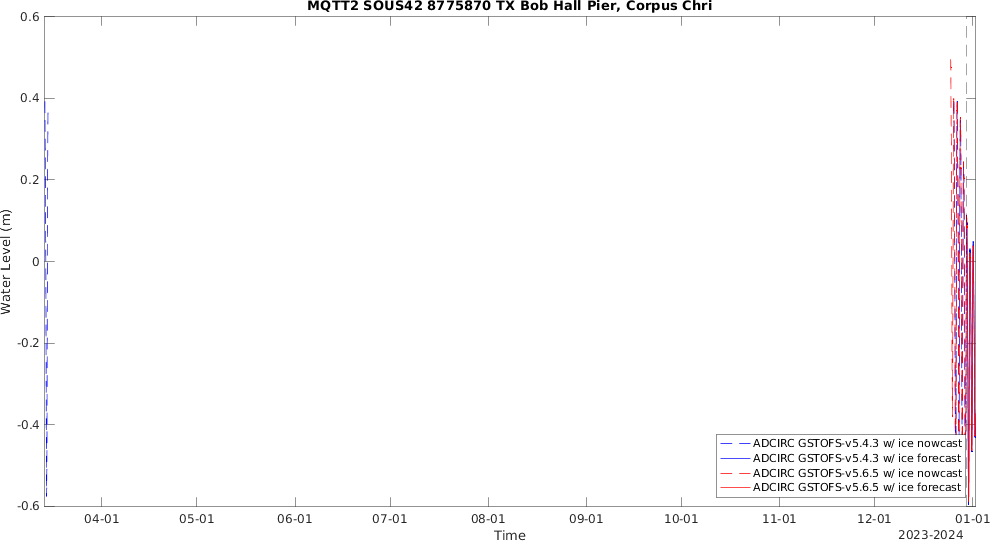 MQTT2 SOUS42 8775870 TX Bob Hall Pier, Corpus Chri
0.6
0.4
0.2
0
-0.2
-0.4
-0.6
Water Level (m)
ADCIRC GSTOFS-v5.4.3 w/ ice nowcast
ADCIRC GSTOFS-v5.4.3 w/ ice forecast
ADCIRC GSTOFS-v5.6.5 w/ ice nowcast
ADCIRC GSTOFS-v5.6.5 w/ ice forecast
04-01 05-01 06-01 07-01 08-01 09-01 10-01 11-01 12-01 01-01
Time
2023-2024